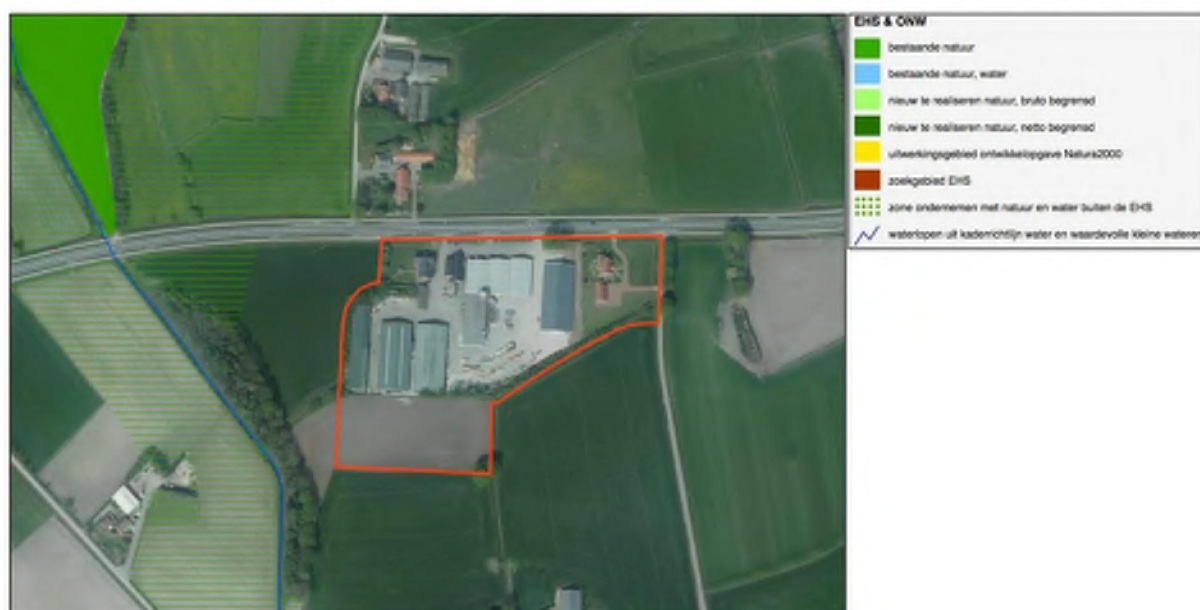 EHS & ONW
bestaande natuur
bestaande natuur, water
nieuw te realiseren natuur, bruto begrensd
nieuw te realiseren natuur, netto begrensd
uitwerkingsgebied ontwikkelopgave Natura2000
zoekgebied EHS
zone ondernemen met natuur en water buiten de EHS
waterlopen uit kaderrichtlijn water en waardevolle kleine wateren